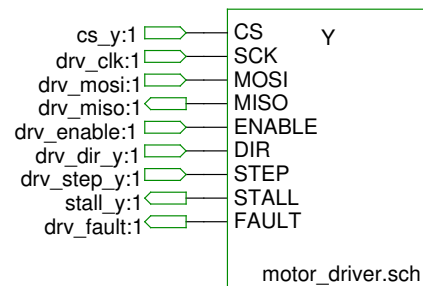 cs_y:1 CS Y
drv_clk:1 SCK
drv_mosi:1 MOSI
drv_miso:1 MISO
drv_enable:1 ENABLE
drv_dir_y:1 DIR
drv_step_y:1 STEP
stall_y:1 STALL
drv_fault:1 FAULT
motor_driver.sch